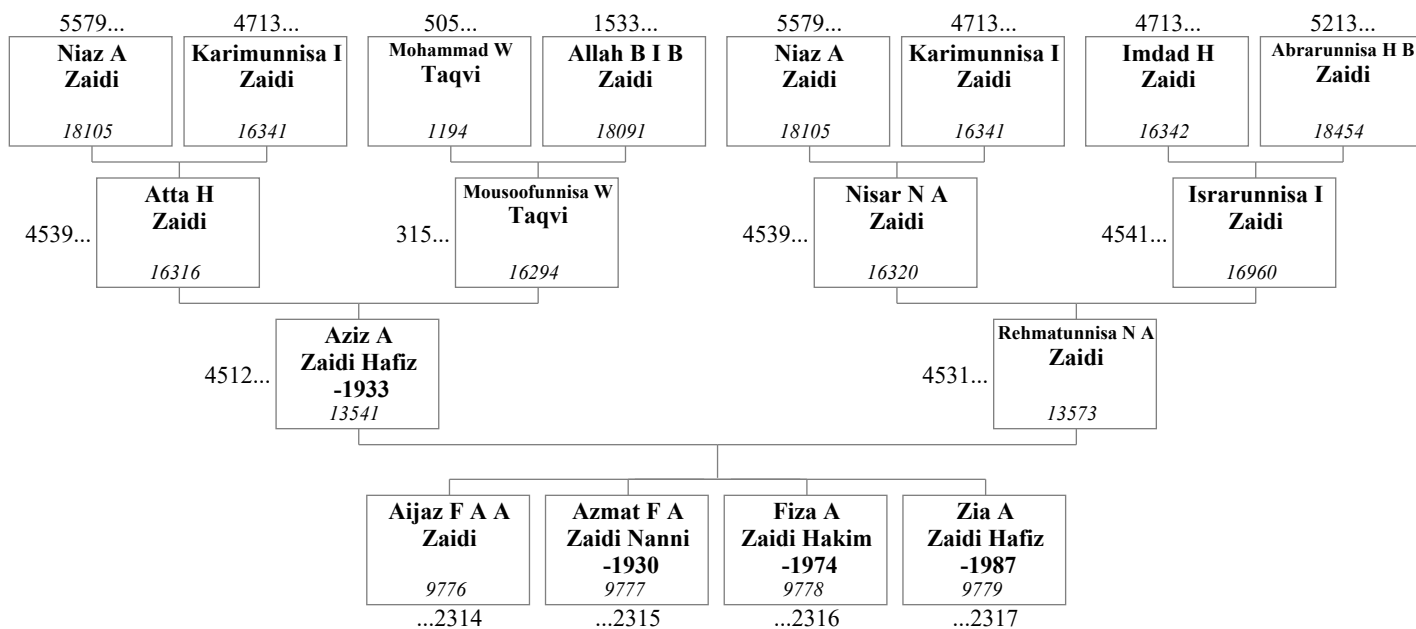 5579... 4713... 505... 1533... 5579... 4713... 4713... 5213...
Niaz A Karimunnisa I Mohammad W Allah B I B Niaz A Karimunnisa I Imdad H Abrarunnisa H B
Zaidi Zaidi Taqvi Zaidi Zaidi Zaidi Zaidi Zaidi
18105 16341 1194 18091 18105 16341 16342 18454
Atta H Mousoofunnisa W Nisar N A Israrunnisa I
Zaidi Taqvi Zaidi Zaidi
4539... 315... 4539... 4541...
16316 16294 16320 16960
Aziz A Rehmatunnisa N A
Zaidi Hafiz Zaidi
4512... -1933 4531...
13541 13573
Aijaz F A A Azmat F A Fiza A Zia A
Zaidi Zaidi Nanni Zaidi Hakim Zaidi Hafiz
-1930 -1974 -1987
9776 9777 9778 9779
...2314 ...2315 ...2316 ...2317